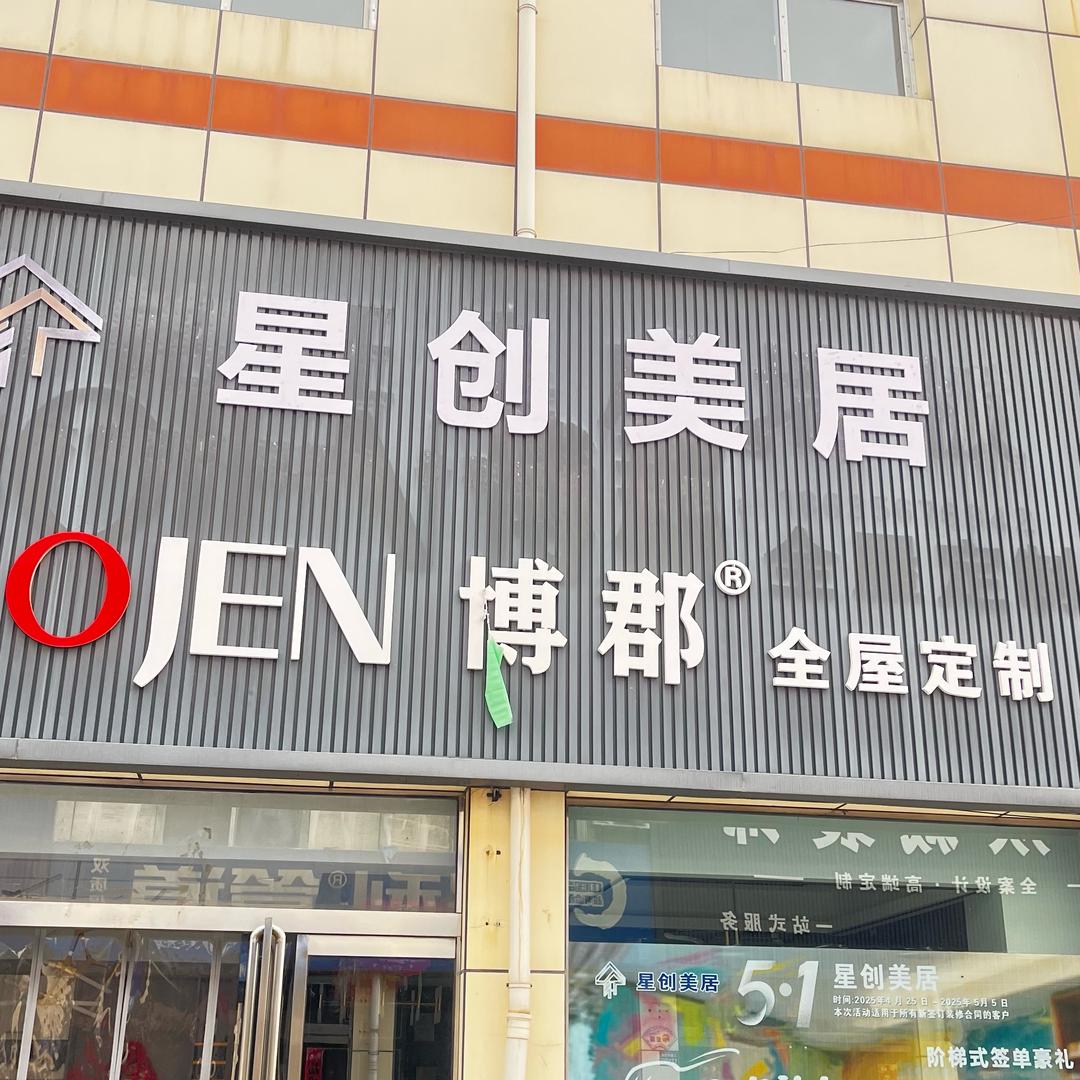 星创美居
OJEN 博郡® 全屋定制
全案设计·高端定制
一站式服务
星创美居 5·1 星创美居
时间:2025年4月25日-2025年5月5日
本次活动适用于所有新签订装修合同的客户
阶梯式签单豪礼